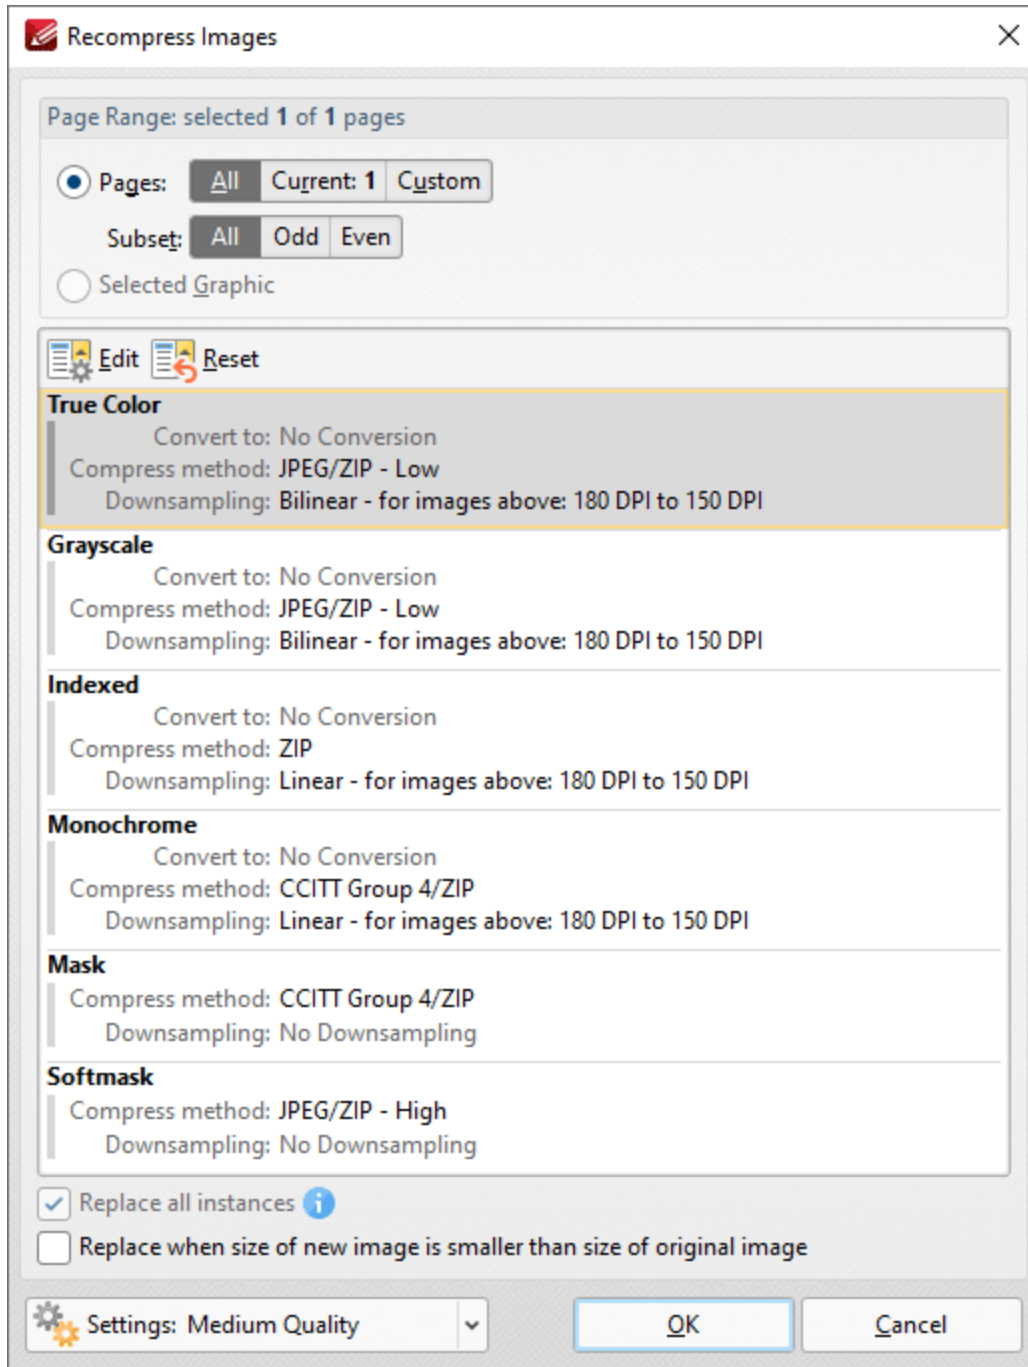 Recompress Images
Page Range: selected 1 of 1 pages
Pages: All Current: 1 Custom
Subset: All Odd Even
Selected Graphic
Edit Reset
True Color
Convert to: No Conversion
Compress method: JPEG/ZIP - Low
Downsampling: Bilinear - for images above: 180 DPI to 150 DPI
Grayscale
Convert to: No Conversion
Compress method: JPEG/ZIP - Low
Downsampling: Bilinear - for images above: 180 DPI to 150 DPI
Indexed
Convert to: No Conversion
Compress method: ZIP
Downsampling: Linear - for images above: 180 DPI to 150 DPI
Monochrome
Convert to: No Conversion
Compress method: CCITT Group 4/ZIP
Downsampling: Linear - for images above: 180 DPI to 150 DPI
Mask
Compress method: CCITT Group 4/ZIP
Downsampling: No Downsampling
Softmask
Compress method: JPEG/ZIP - High
Downsampling: No Downsampling
Replace all instances
Replace when size of new image is smaller than size of original image
Settings: Medium Quality OK Cancel